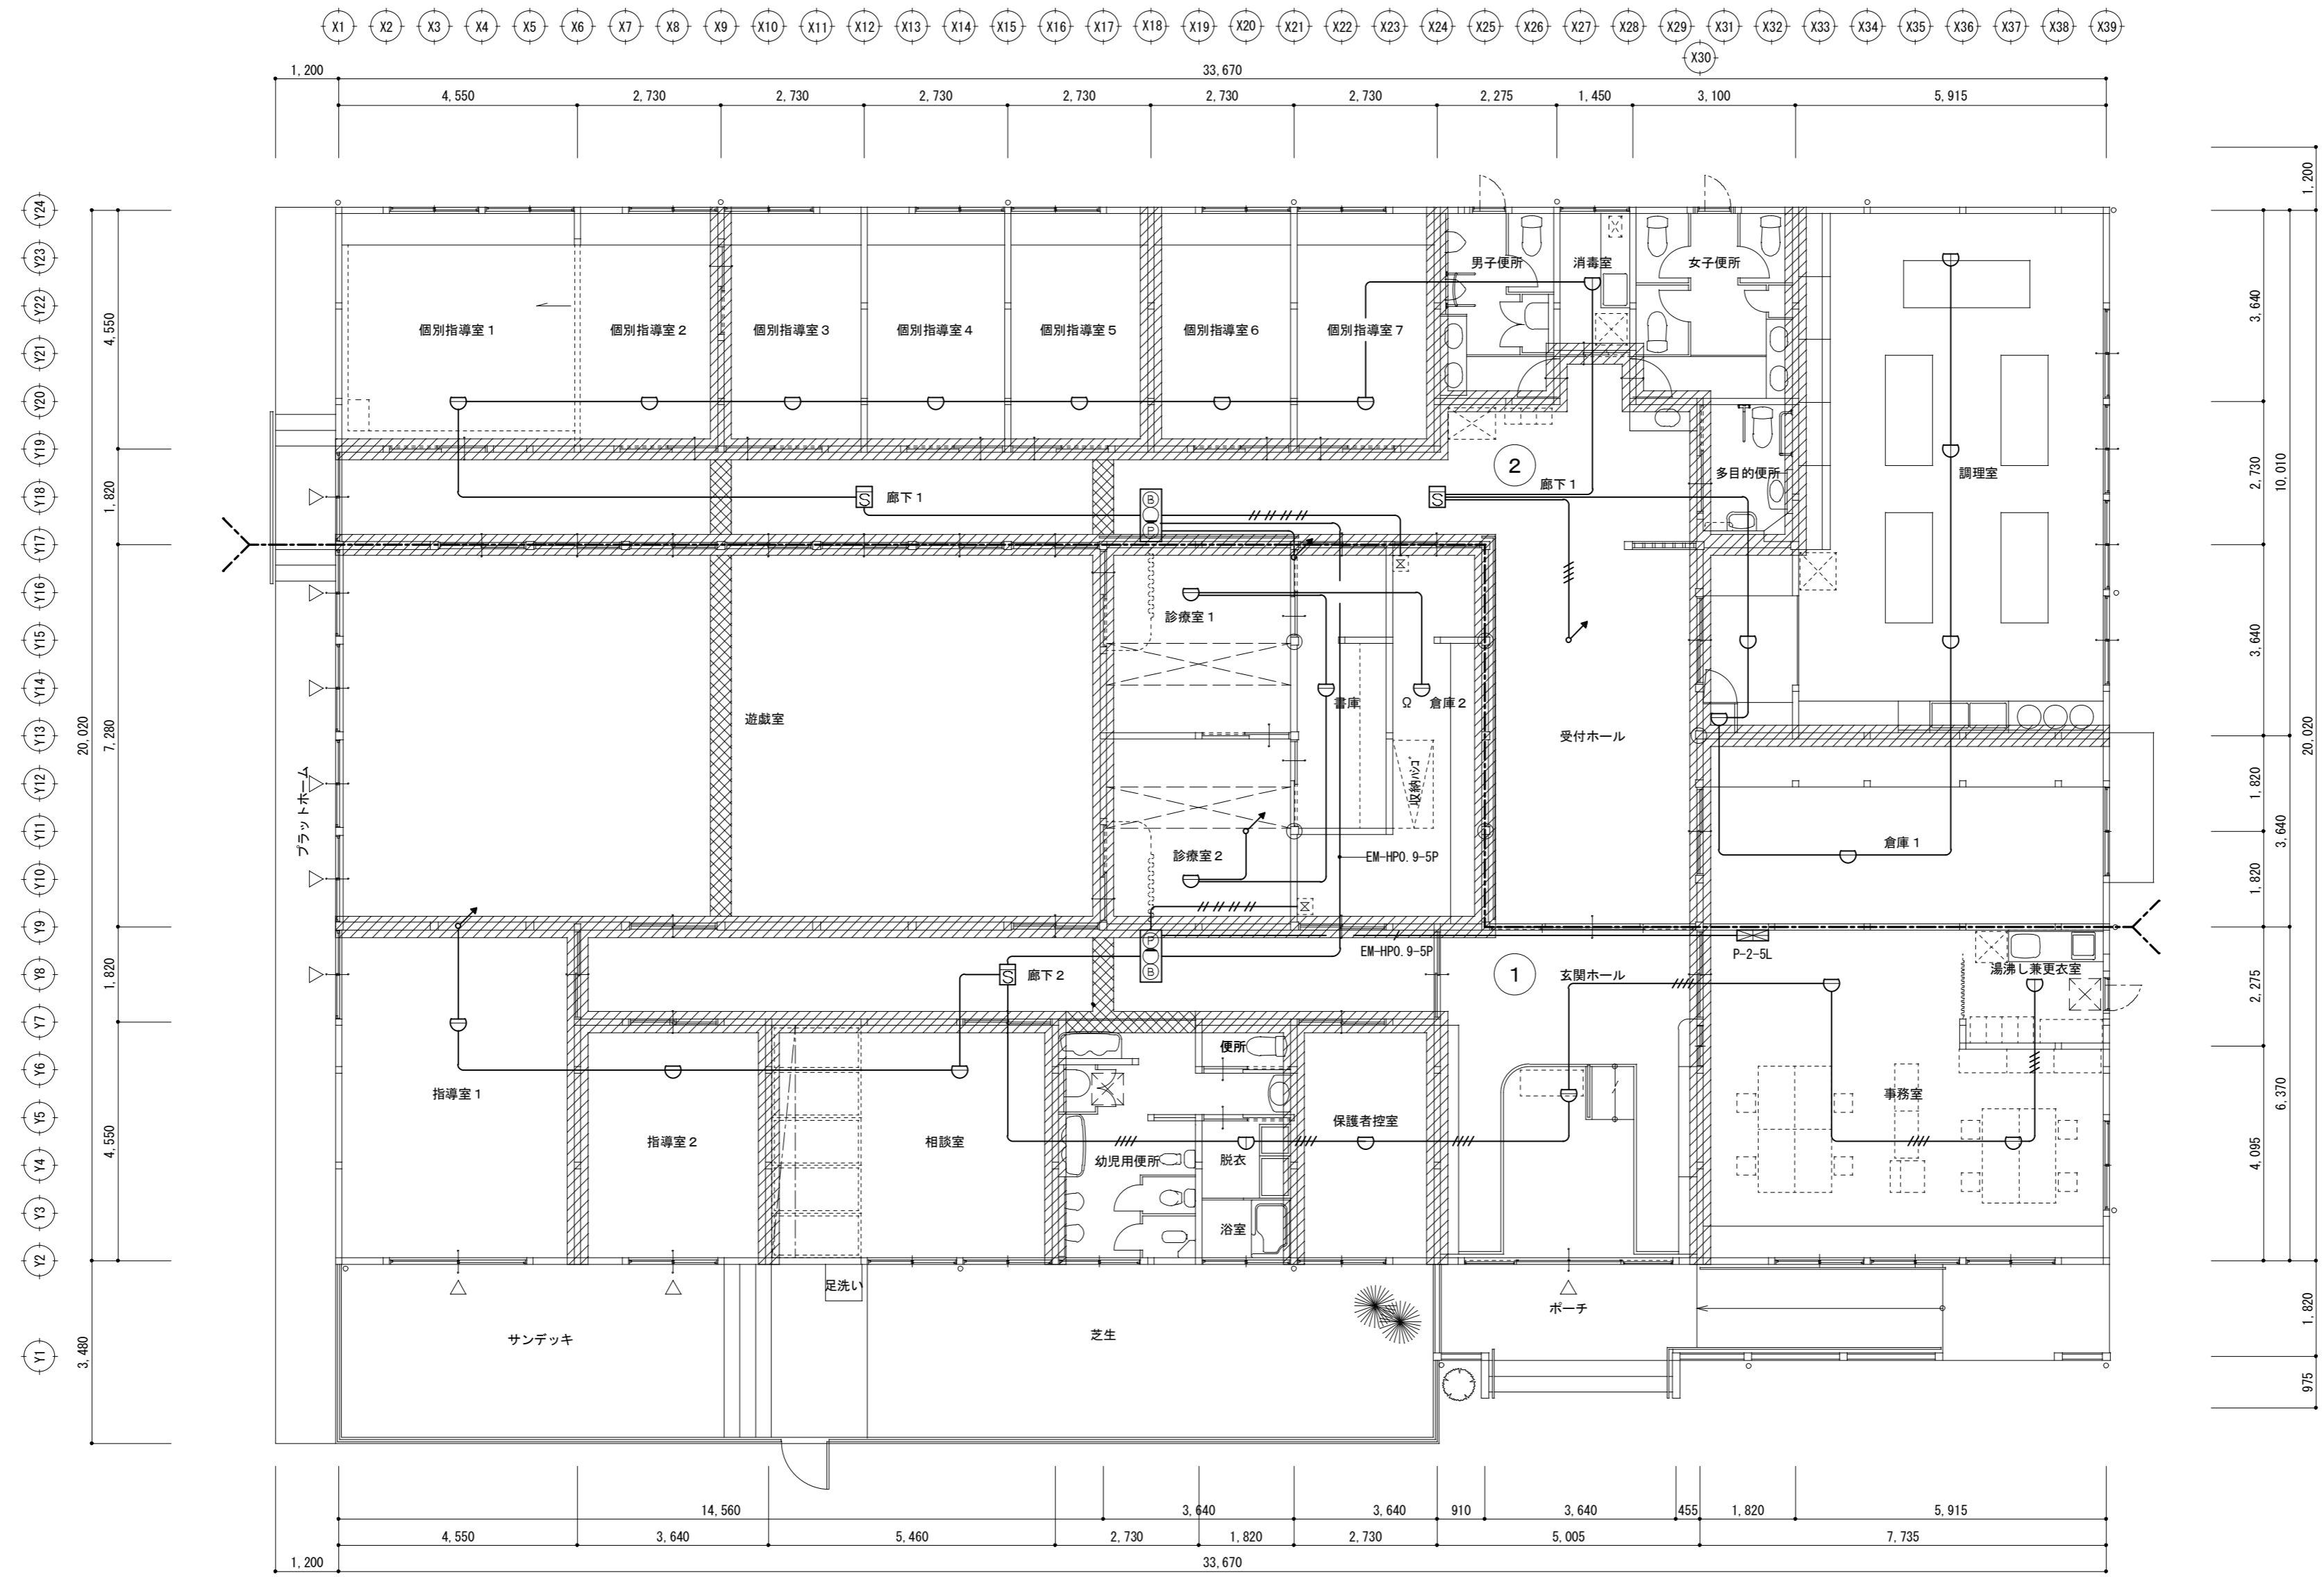 X1 X2 X3 X4 X5 X6 X7 X8 X9 X10 X11 X12 X13 X14 X15 X16 X17 X18 X19 X20 X21 X22 X23 X24 X25 X26 X27 X28 X29 X31 X32 X33 X34 X35 X36 X37 X38 X39
X30
1,200 33,670
4,550 2,730 2,730 2,730 2,730 2,730 2,730 2,275 1,450 3,100 5,915
1,200
Y24
Y23
Y22
Y21
Y20
Y19
Y18
Y17
Y16
Y15
Y14
Y13
Y12
Y11
Y10
Y9
Y8
Y7
Y6
Y5
Y4
Y3
Y2
Y1
20,020
3,480
4,550
1,820
7,280
1,820
4,550
男子便所 消毒室 女子便所
個別指導室1 個別指導室2 個別指導室3 個別指導室4 個別指導室5 個別指導室6 個別指導室7
2
多目的便所 調理室
S 廊下1 B P S 廊下1
診療室1
書庫 Ω 倉庫2
遊戯室 受付ホール
プラットホーム
収納ハシゴ
倉庫1
診療室2 EM-HP0.9-5P
P B
EM-HP0.9-5P P-2-5L
S 廊下2 1 玄関ホール 湯沸し兼更衣室
便所
指導室1 保護者控室 事務室
指導室2 相談室 幼児用便所 脱衣
浴室
足洗い
サンデッキ 芝生 ポーチ
3,640
2,730
3,640
1,820
1,820
2,275
4,095
10,010
3,640
6,370
20,020
1,820
975
14,560 3,640 3,640 910 3,640 455 1,820 5,915
4,550 3,640 5,460 2,730 1,820 2,730 5,005 7,735
1,200 33,670